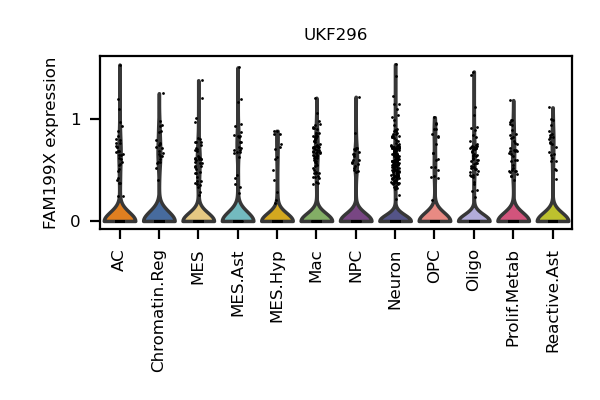 UKF296
FAM199X expression
1
0
AC
Chromatin.Reg
MES
MES.Ast
MES.Hyp
Mac
NPC
Neuron
OPC
Oligo
Prolif.Metab
Reactive.Ast